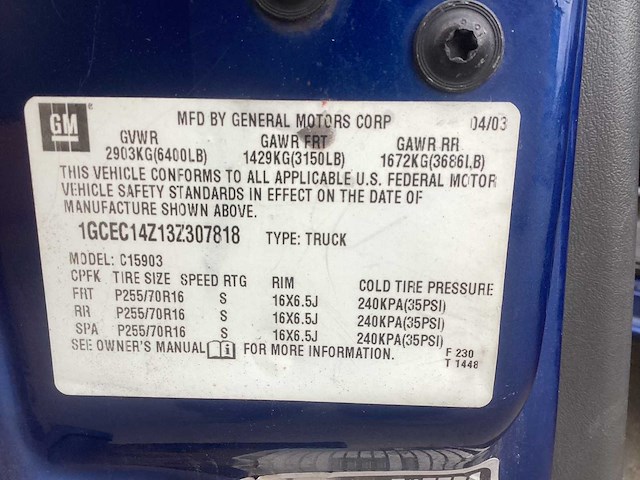 GM
MFD BY GENERAL MOTORS CORP 04/03
GVWR GAWR FRT GAWR RR
2903KG(6400LB) 1429KG(3150LB) 1672KG(3686LB)
THIS VEHICLE CONFORMS TO ALL APPLICABLE U.S. FEDERAL MOTOR
VEHICLE SAFETY STANDARDS IN EFFECT ON THE DATE OF
MANUFACTURE SHOWN ABOVE.
1GCEC14Z13Z307818 TYPE: TRUCK
MODEL: C15903
CPFK TIRE SIZE SPEED RTG RIM COLD TIRE PRESSURE
FRT P255/70R16 S 16X6.5J 240KPA(35PSI)
RR P255/70R16 S 16X6.5J 240KPA(35PSI)
SPA P255/70R16 S 16X6.5J 240KPA(35PSI)
SEE OWNER'S MANUAL FOR MORE INFORMATION.
F 230
T 1448